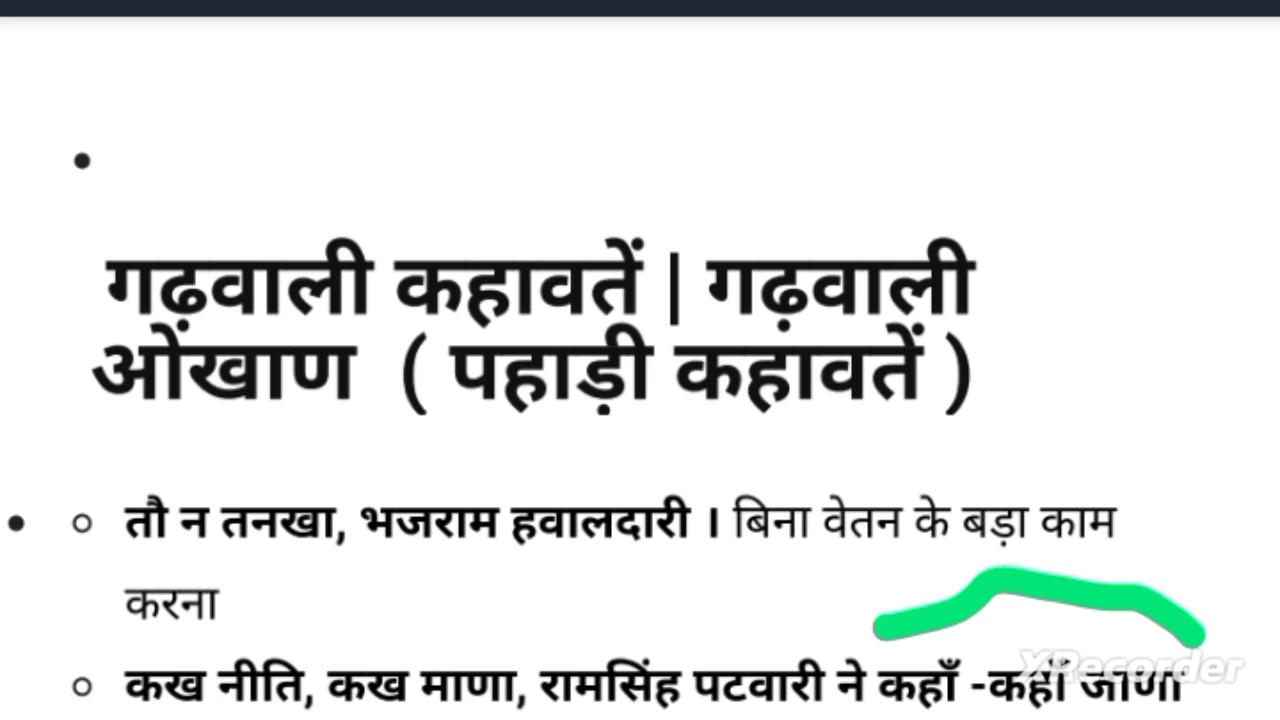 गढ़वाली कहावतें | गढ़वाली
ओखाण ( पहाड़ी कहावतें )
तौ न तनखा, भजराम हवालदारी । बिना वेतन के बड़ा काम
करना
कख नीति, कख माणा, रामसिंह पटवारी ने कहाँ -कहाँ जाणा
XRecorder